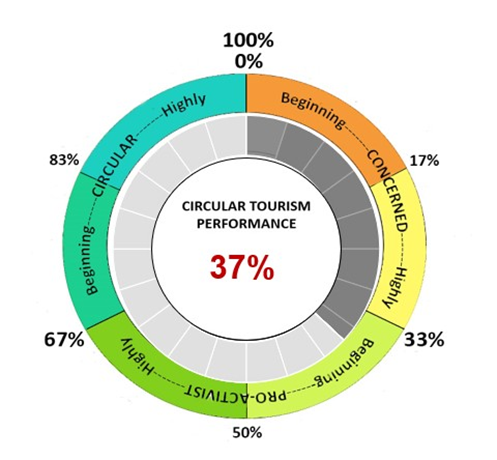 100%
0%
Beginning
CONCERNED
Highly
17%
33%
Beginning
PRO-ACTIVIST
Highly
50%
67%
Beginning
CIRCULAR
Highly
83%
CIRCULAR TOURISM
PERFORMANCE
37%